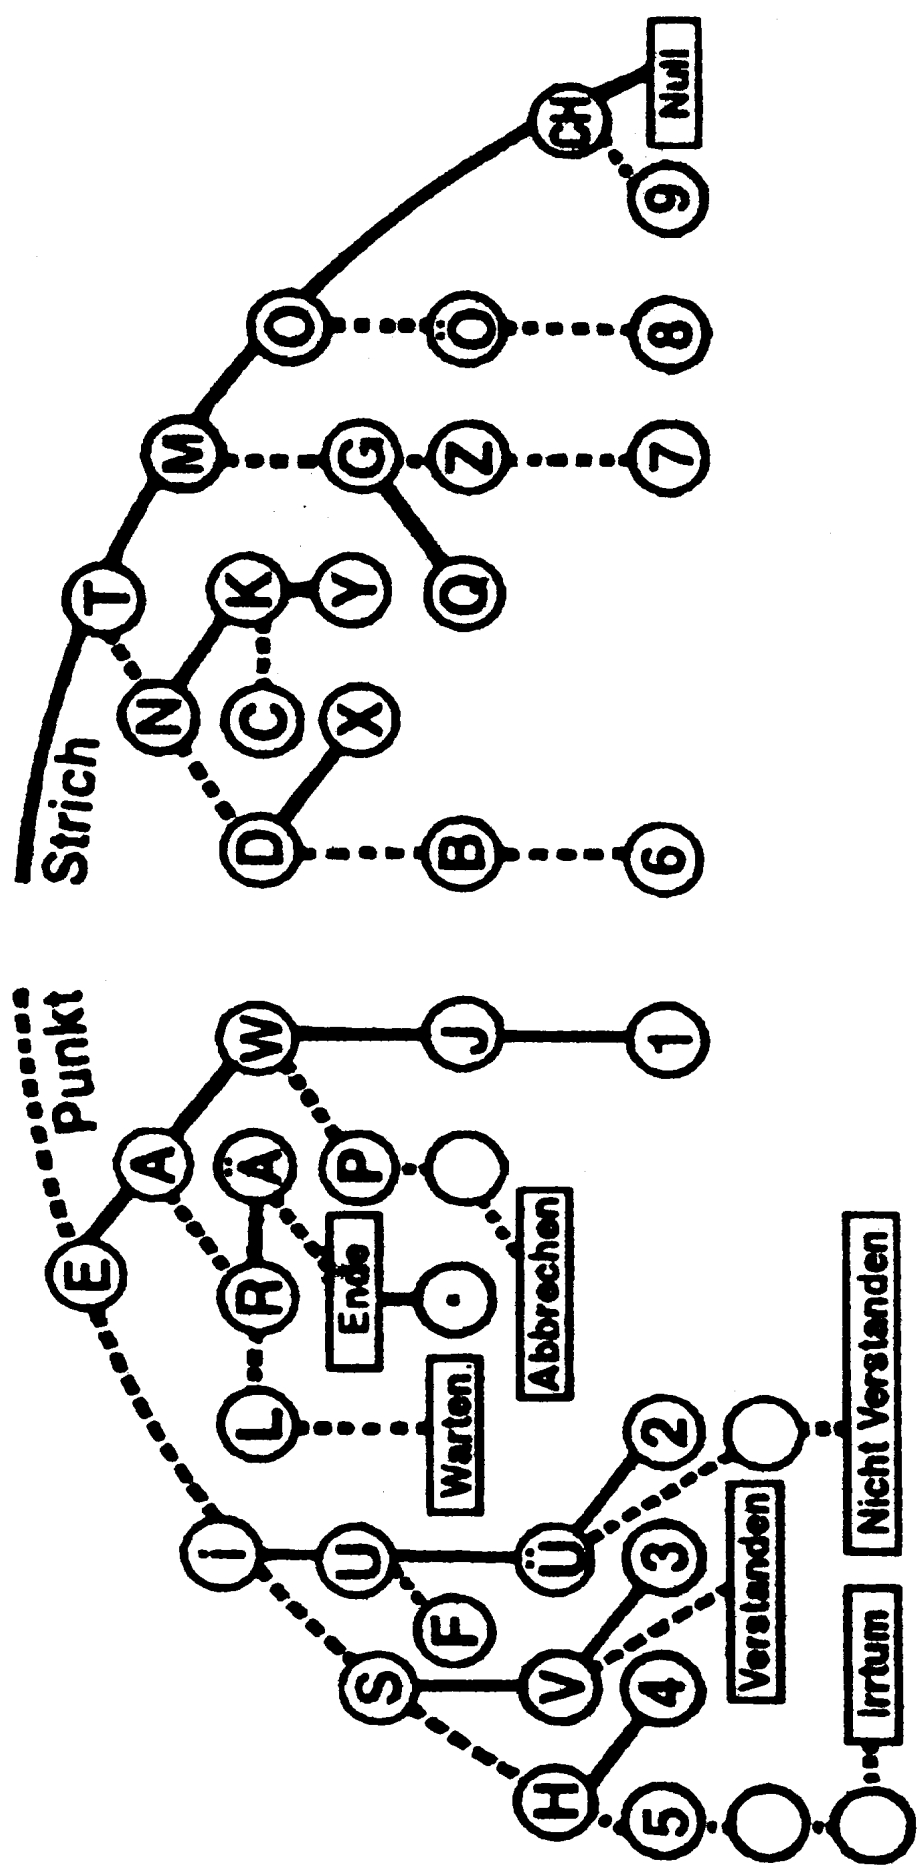 Punkt Strich
E T
A N M
i L R Ä W D C K O
S U Ende P X Y G
F Warten . J B Q Z Ö
H V Ü Abbrechen
5 4 3 2 1 6 7 8 9 Null
Verstanden
Irrtum Nicht Verstanden